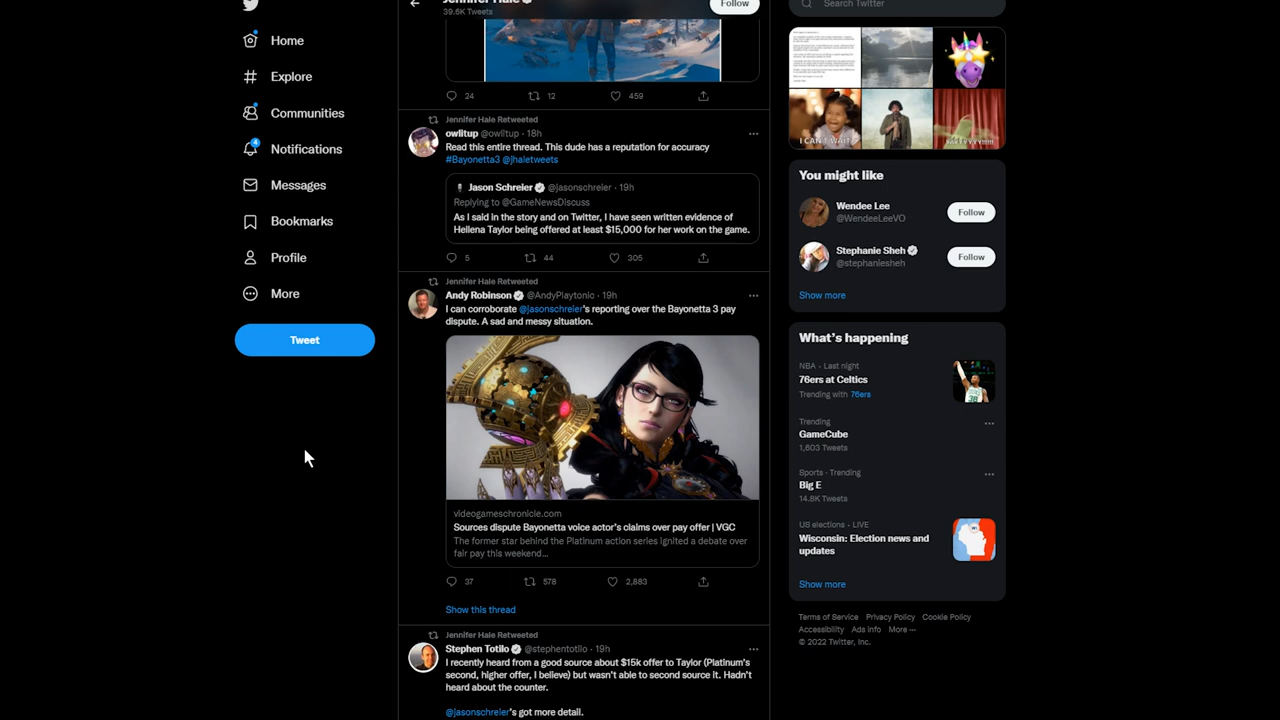 Home
Explore
Communities
4
Notifications
Messages
Bookmarks
Profile
More
Tweet
Jennifer Hale
39.6K Tweets
Follow
24
12
459
Jennifer Hale Retweeted
owlitup @owlitup · 18h
Read this entire thread. This dude has a reputation for accuracy
#Bayonetta3 @jhaletweets
Jason Schreier @jasonschreier · 19h
Replying to @GameNewsDiscuss
As I said in the story and on Twitter, I have seen written evidence of
Hellena Taylor being offered at least $15,000 for her work on the game.
5
44
305
Jennifer Hale Retweeted
Andy Robinson @AndyPlaytonic · 19h
I can corroborate @jasonschreier's reporting over the Bayonetta 3 pay
dispute. A sad and messy situation.
videogameschronicle.com
Sources dispute Bayonetta voice actor's claims over pay offer | VGC
The former star behind the Platinum action series ignited a debate over
fair pay this weekend...
37
578
2,883
Show this thread
Jennifer Hale Retweeted
Stephen Totilo @stephentotilo · 19h
I recently heard from a good source about $15k offer to Taylor (Platinum's
second, higher offer, I believe) but wasn't able to second source it. Hadn't
heard about the counter.
@jasonschreier's got more detail.
Search Twitter
I CAN'T WAIT
You might like
Wendee Lee
@WendeeLeeVO
Follow
Stephanie Sheh
@stephaniesheh
Follow
Show more
What's happening
NBA · Last night
76ers at Celtics
Trending with 76ers
Trending
GameCube
1,603 Tweets
Sports · Trending
Big E
14.8K Tweets
US elections · LIVE
Wisconsin: Election news and
updates
Show more
Terms of Service Privacy Policy Cookie Policy
Accessibility Ads info More ···
© 2022 Twitter, Inc.